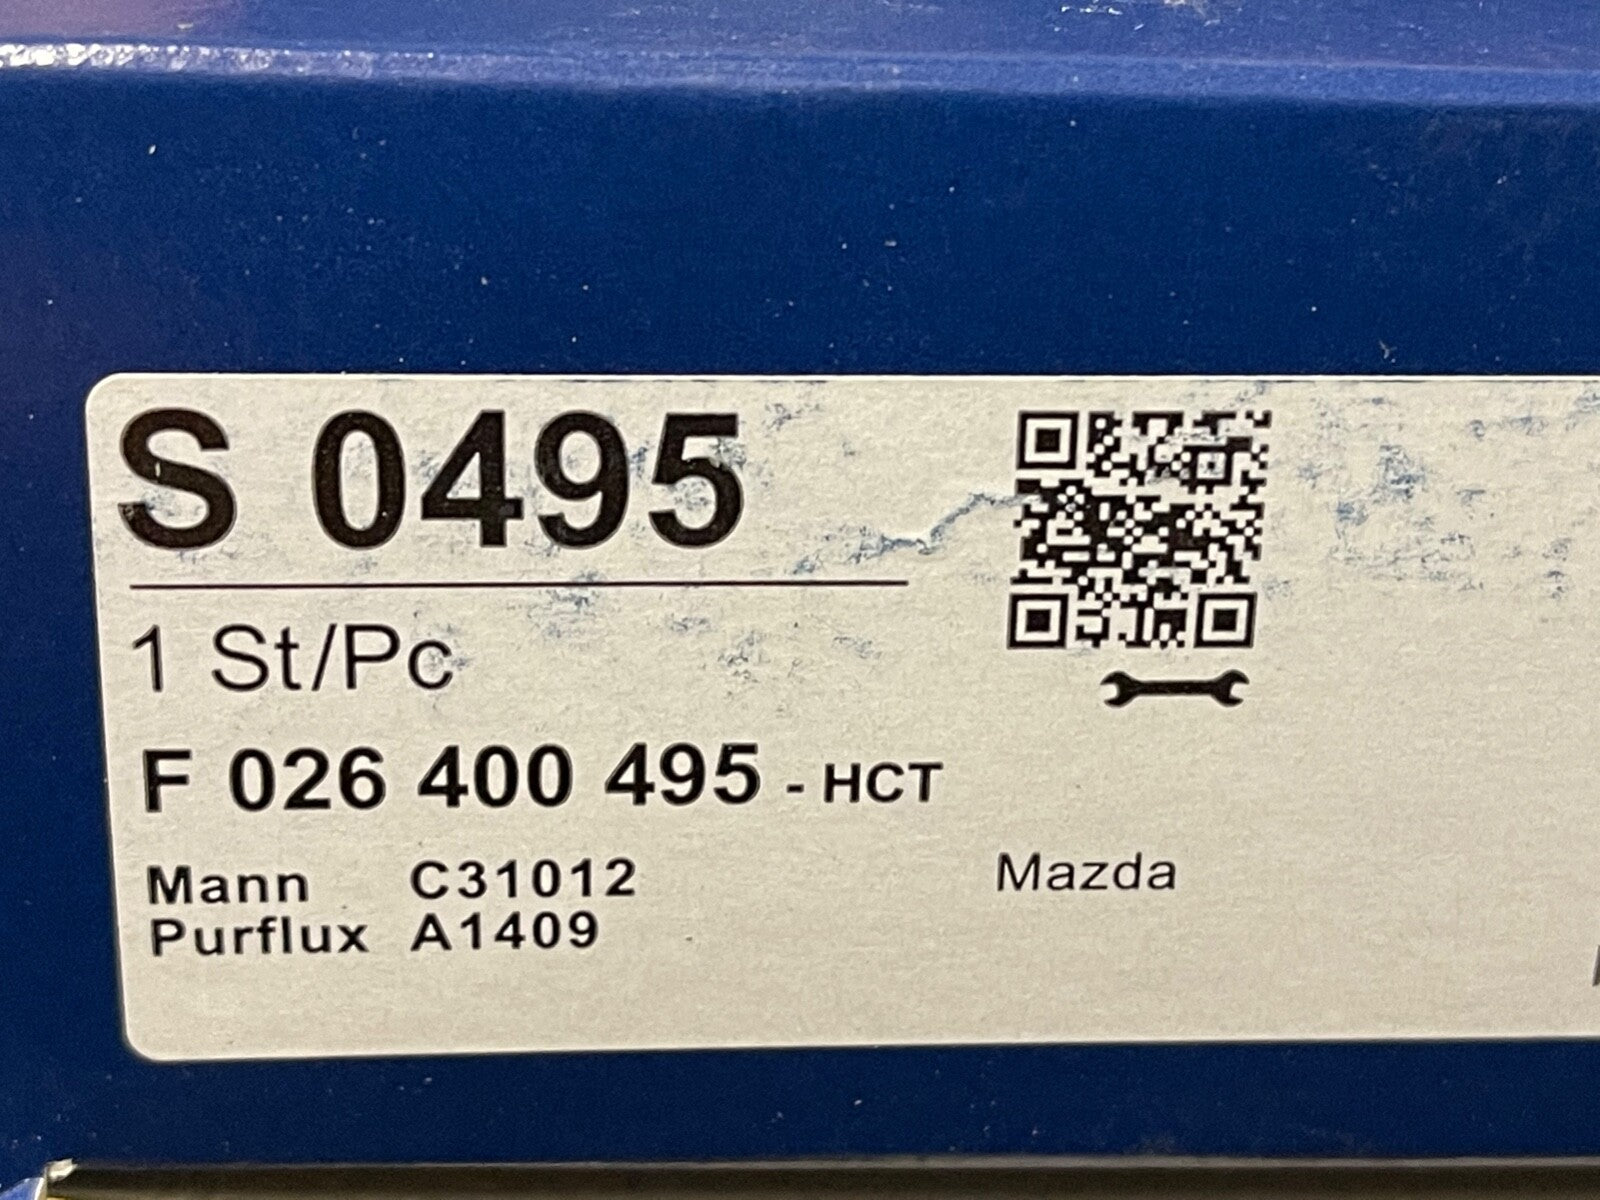 S 0495
1 St/Pc
F 026 400 495 - HCT
Mann C31012 Mazda
Purflux A1409